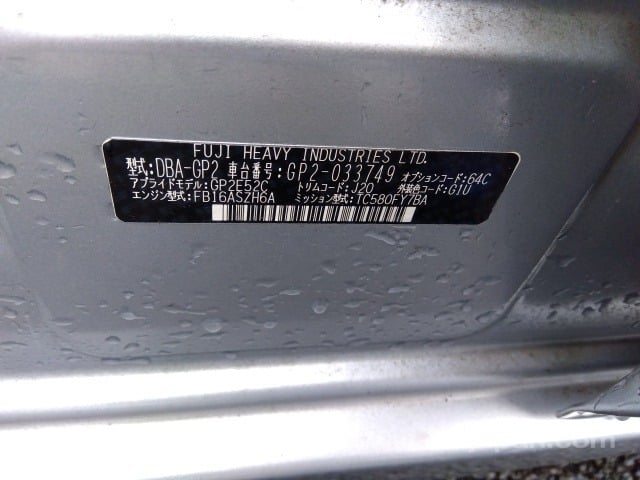 FUJI HEAVY INDUSTRIES LTD.
型式:DBA-GP2 車台番号:GP2-033749 オプションコード:64C
アプライドモデル:GP2E52C トリムコード:J20 外装色コード:G1U
エンジン型式:FB16ASZH6A ミッション型式:TC580FY7BA